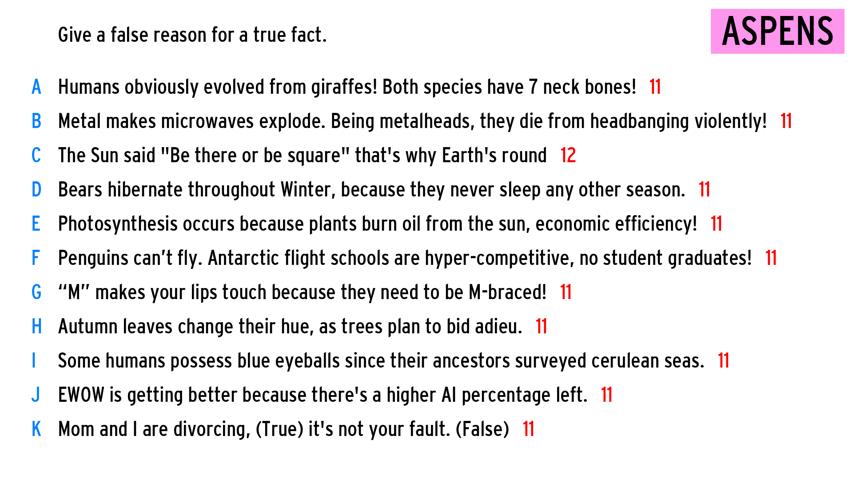 Give a false reason for a true fact.
ASPENS
A Humans obviously evolved from giraffes! Both species have 7 neck bones! 11
B Metal makes microwaves explode. Being metalheads, they die from headbanging violently! 11
C The Sun said "Be there or be square" that's why Earth's round 12
D Bears hibernate throughout Winter, because they never sleep any other season. 11
E Photosynthesis occurs because plants burn oil from the sun, economic efficiency! 11
F Penguins can’t fly. Antarctic flight schools are hyper-competitive, no student graduates! 11
G “M” makes your lips touch because they need to be M-braced! 11
H Autumn leaves change their hue, as trees plan to bid adieu. 11
I Some humans possess blue eyeballs since their ancestors surveyed cerulean seas. 11
J EWOW is getting better because there's a higher AI percentage left. 11
K Mom and I are divorcing, (True) it's not your fault. (False) 11